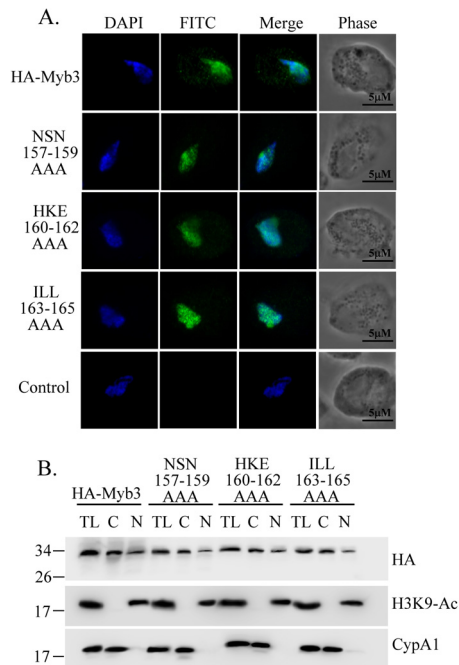 A.
DAPI FITC Merge Phase
HA-Myb3
5μM
NSN
157-159
AAA
5μM
HKE
160-162
AAA
5μM
ILL
163-165
AAA
5μM
Control
5μM
B.
NSN HKE ILL
157-159 160-162 163-165
HA-Myb3 AAA AAA AAA
TL C N TL C N TL C N TL C N
34
HA
26
H3K9-Ac
17
CypA1
17